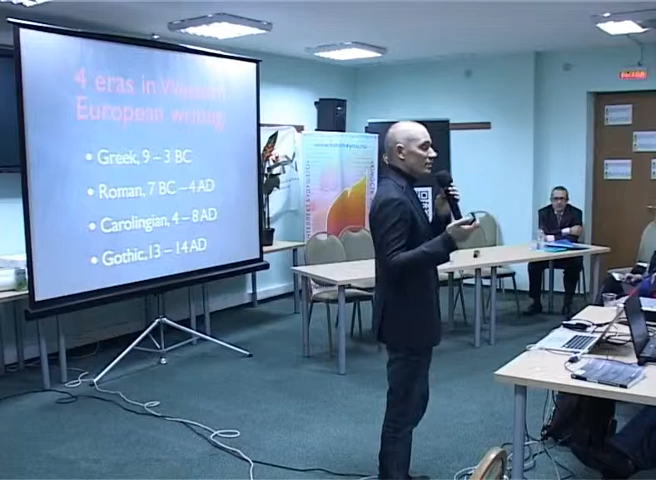 4 eras in Western
European writing
• Greek, 9 – 3 BC
• Roman, 7 BC – 4 AD
• Carolingian, 4 – 8 AD
• Gothic, 13 – 14 AD